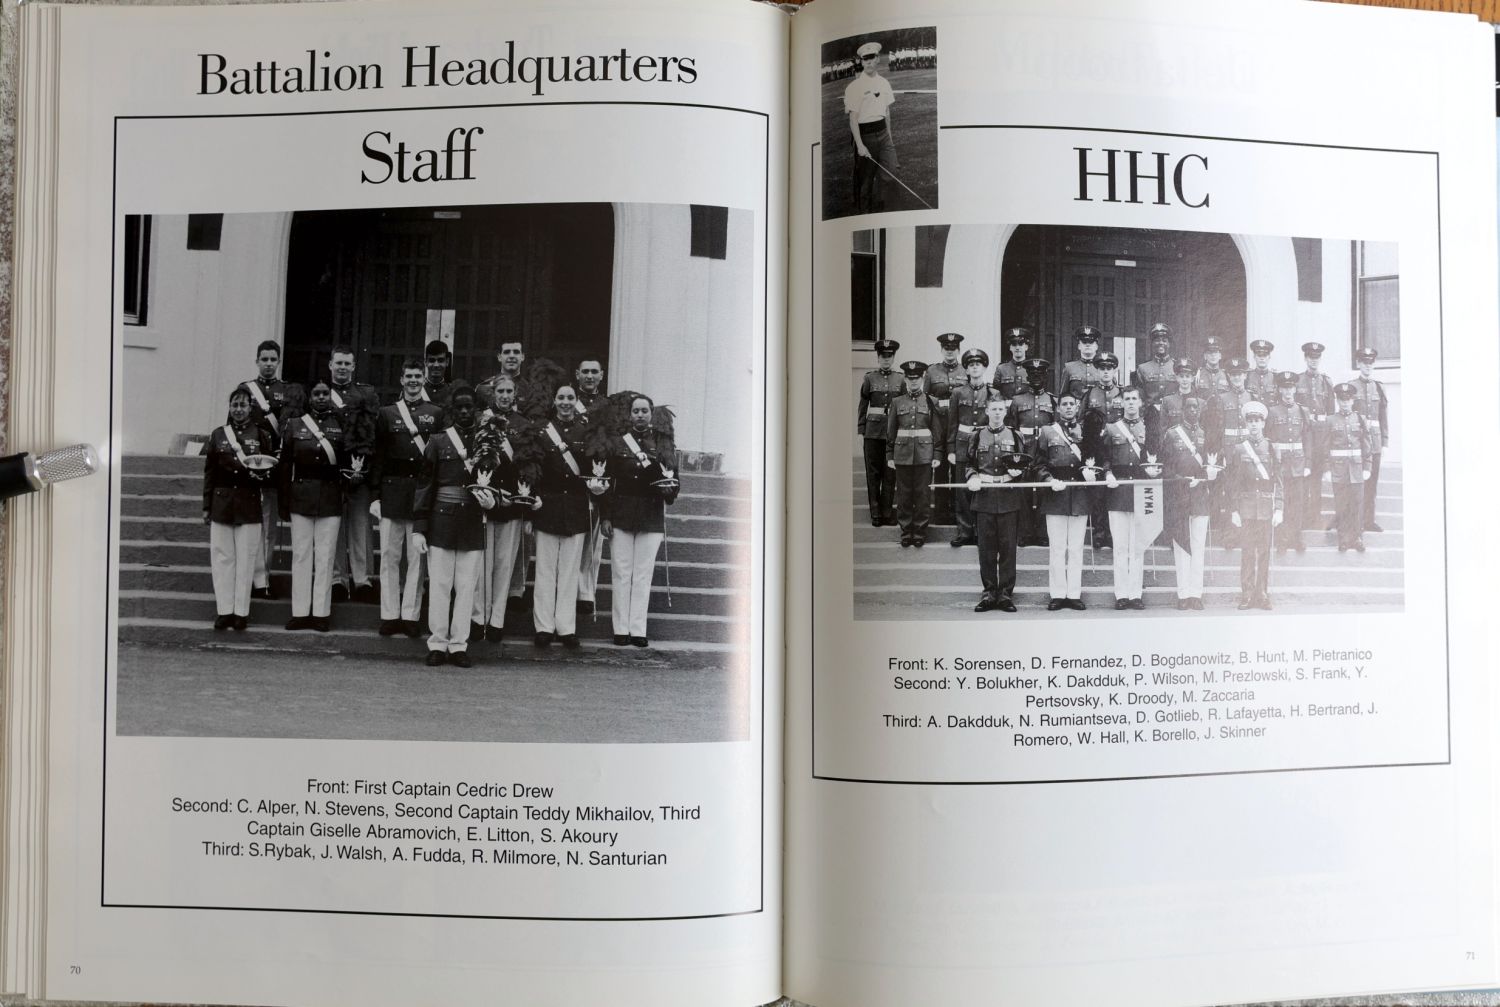 Battalion Headquarters
Staff
Front: First Captain Cedric Drew
Second: C. Alper, N. Stevens, Second Captain Teddy Mikhailov, Third
Captain Giselle Abramovich, E. Litton, S. Akoury
Third: S.Rybak, J. Walsh, A. Fudda, R. Milmore, N. Santurian
70
HHC
NYMA
Front: K. Sorensen, D. Fernandez, D. Bogdanowitz, B. Hunt, M. Pietranico
Second: Y. Bolukher, K. Dakdduk, P. Wilson, M. Prezlowski, S. Frank, Y.
Pertsovsky, K. Droody, M. Zaccaria
Third: A. Dakdduk, N. Rumiantseva, D. Gotlieb, R. Lafayetta, H. Bertrand, J.
Romero, W. Hall, K. Borello, J. Skinner
71